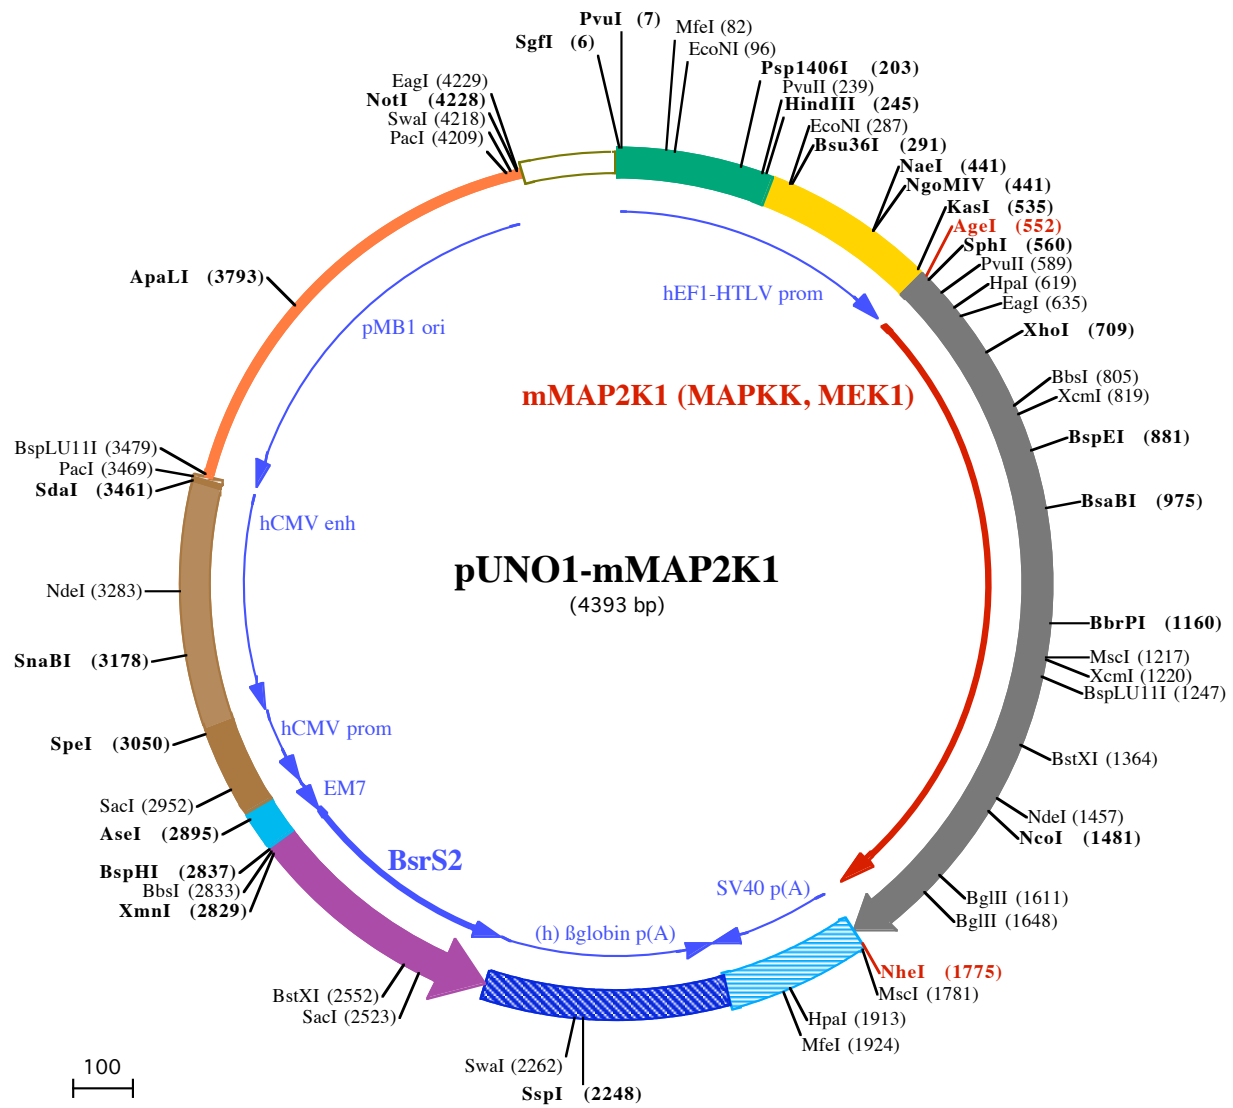 PvuI (7)
SgfI (6)
MfeI (82)
EcoNI (96)
Psp1406I (203)
PvuII (239)
HindIII (245)
EcoNI (287)
Bsu36I (291)
NaeI (441)
NgoMIV (441)
KasI (535)
AgeI (552)
SphI (560)
PvuII (589)
HpaI (619)
EagI (635)
XhoI (709)
BbsI (805)
XcmI (819)
BspEI (881)
BsaBI (975)
BbrPI (1160)
MscI (1217)
XcmI (1220)
BspLU11I (1247)
BstXI (1364)
NdeI (1457)
NcoI (1481)
BglII (1611)
BglII (1648)
NheI (1775)
MscI (1781)
HpaI (1913)
MfeI (1924)
SspI (2248)
SwaI (2262)
SacI (2523)
BstXI (2552)
XmnI (2829)
BbsI (2833)
BspHI (2837)
AseI (2895)
SacI (2952)
SpeI (3050)
SnaBI (3178)
NdeI (3283)
SdaI (3461)
PacI (3469)
BspLU11I (3479)
ApaLI (3793)
PacI (4209)
SwaI (4218)
NotI (4228)
EagI (4229)
hEF1-HTLV prom
pMB1 ori
mMAP2K1 (MAPKK, MEK1)
hCMV enh
pUNO1-mMAP2K1
(4393 bp)
hCMV prom
EM7
BsrS2
SV40 p(A)
(h) ßglobin p(A)
100